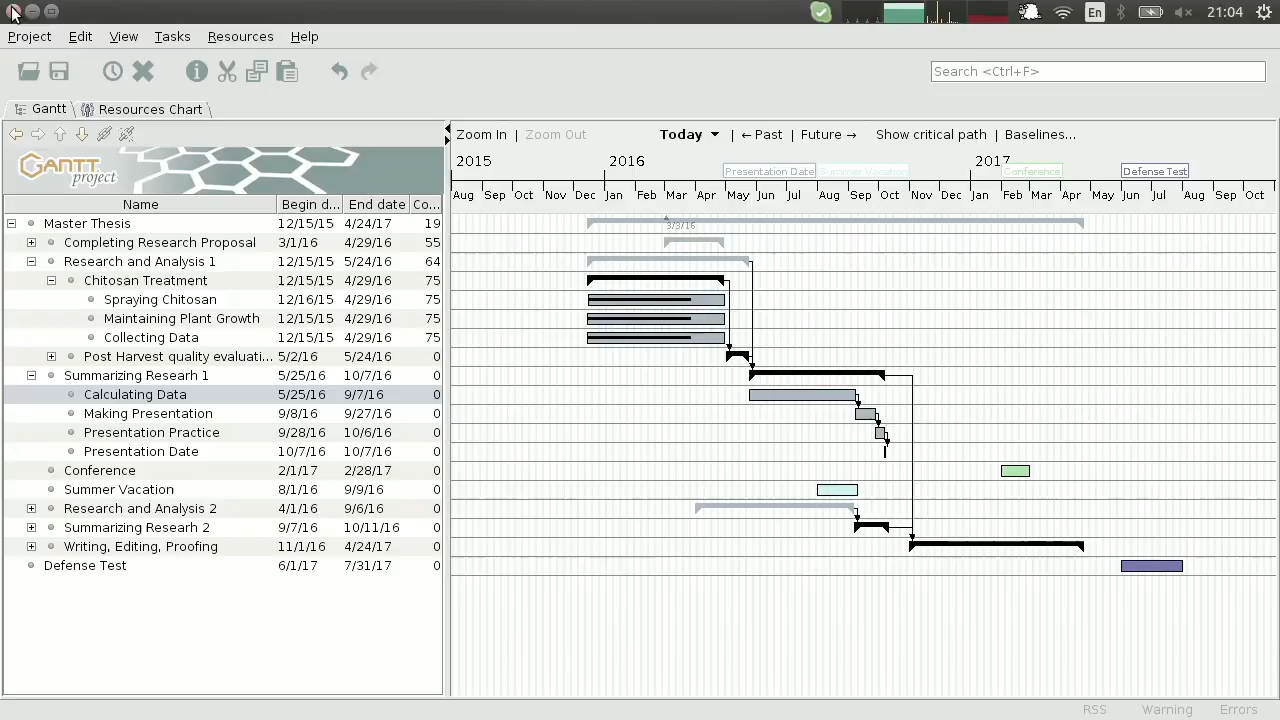 En 21:04
Project Edit View Tasks Resources Help
Search <Ctrl+F>
Gantt Resources Chart
Zoom In | Zoom Out Today | ← Past | Future → Show critical path | Baselines...
GANTT project
2015 2016 2017
Presentation Date Summer Vacation Conference Defense Test
Name Begin d... End date Co...
Aug Sep Oct Nov Dec Jan Feb Mar Apr May Jun Jul Aug Sep Oct Nov Dec Jan Feb Mar Apr May Jun Jul Aug Sep Oct
Master Thesis 12/15/15 4/24/17 19
3/3/16
Completing Research Proposal 3/1/16 4/29/16 55
Research and Analysis 1 12/15/15 5/24/16 64
Chitosan Treatment 12/15/15 4/29/16 75
Spraying Chitosan 12/16/15 4/29/16 75
Maintaining Plant Growth 12/15/15 4/29/16 75
Collecting Data 12/15/15 4/29/16 75
Post Harvest quality evaluati... 5/2/16 5/24/16 0
Summarizing Researh 1 5/25/16 10/7/16 0
Calculating Data 5/25/16 9/7/16 0
Making Presentation 9/8/16 9/27/16 0
Presentation Practice 9/28/16 10/6/16 0
Presentation Date 10/7/16 10/7/16 0
Conference 2/1/17 2/28/17 0
Summer Vacation 8/1/16 9/9/16 0
Research and Analysis 2 4/1/16 9/6/16 0
Summarizing Researh 2 9/7/16 10/11/16 0
Writing, Editing, Proofing 11/1/16 4/24/17 0
Defense Test 6/1/17 7/31/17 0
RSS Warning Errors